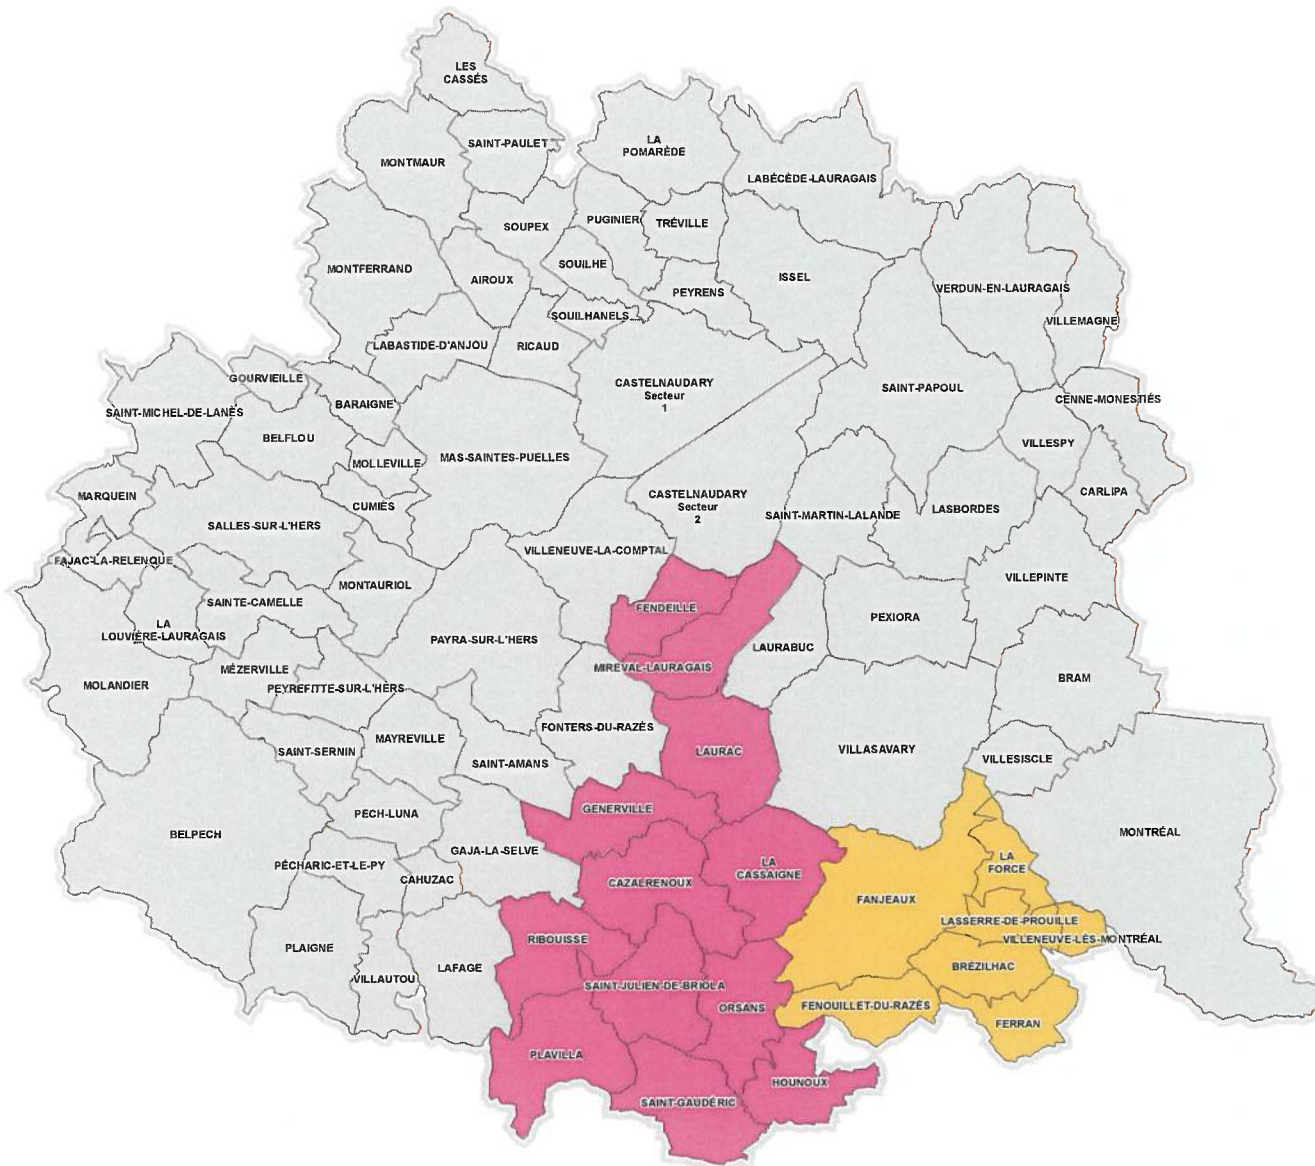 LES
CASSÉS
SAINT-PAULET
MONTMAUR
LA
POMARÈDE
LABÉCÈDE-LAURAGAIS
SOUPEX
PUGINIER
TRÉVILLE
MONTFERRAND
AIROUX
SOUILHE
PEYRENS
ISSEL
VERDUN-EN-LAURAGAIS
VILLEMAGNE
SOUILHANELS
LABASTIDE-D'ANJOU
RICAUD
GOURVIEILLE
BARAIGNE
SAINT-MICHEL-DE-LANÈS
BELFLOU
CASTELNAUDARY
Secteur
1
SAINT-PAPOUL
CENNE-MONESTIÉS
VILLESPY
MOLLEVILLE
MAS-SAINTES-PUELLES
MARQUEIN
CUMIÈS
SALLES-SUR-L'HERS
CASTELNAUDARY
Secteur
2
SAINT-MARTIN-LALANDE
LASBORDES
CARLIPA
FAJAC-LA-RELENQUE
VILLENEUVE-LA-COMPTAL
MONTAURIOL
VILLEPINTE
SAINTE-CAMELLE
LA
LOUVIÈRE-LAURAGAIS
FENDEILLE
PEXIORA
PAYRA-SUR-L'HERS
LAURABUC
MÉZERVILLE
MIREVAL-LAURAGAIS
BRAM
MOLANDIER
PEYREFITTE-SUR-L'HERS
FONTERS-DU-RAZÈS
MAYREVILLE
SAINT-SERNIN
SAINT-AMANS
LAURAC
VILLASAVARY
VILLESISCLE
PECH-LUNA
GENERVILLE
BELPECH
MONTRÉAL
GAJA-LA-SELVE
PÉCHARIC-ET-LE-PY
CAHUZAC
LA
CASSAIGNE
LA
FORCE
CAZALRENOUX
FANJEAUX
LASSERRE-DE-PROUILLE
VILLENEUVE-LÈS-MONTRÉAL
RIBOUISSE
PLAIGNE
LAFAGE
BRÉZILHAC
VILLAUTOU
SAINT-JULIEN-DE-BRIOLA
ORSANS
FENOUILLET-DU-RAZÈS
FERRAN
PLAVILLA
HOUNOUX
SAINT-GAUDÉRIC